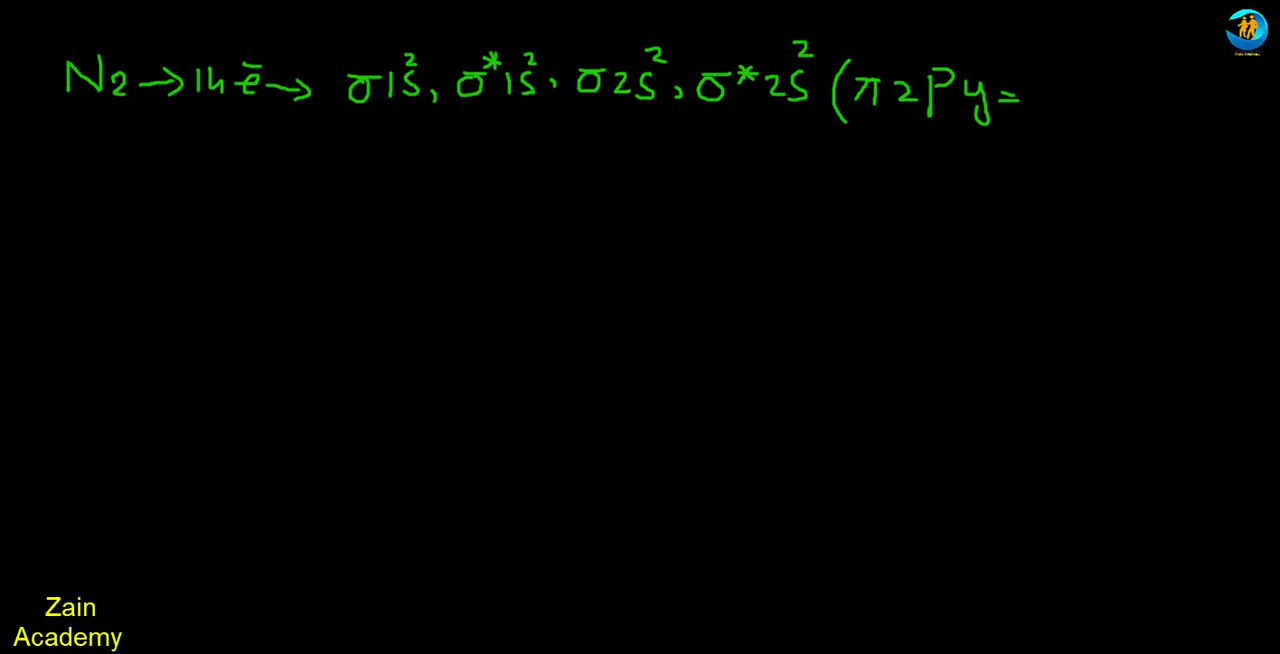 N₂ → 14 ē → σ1s², σ*1s², σ2s², σ*2s² (π2Py =
Zain
Academy